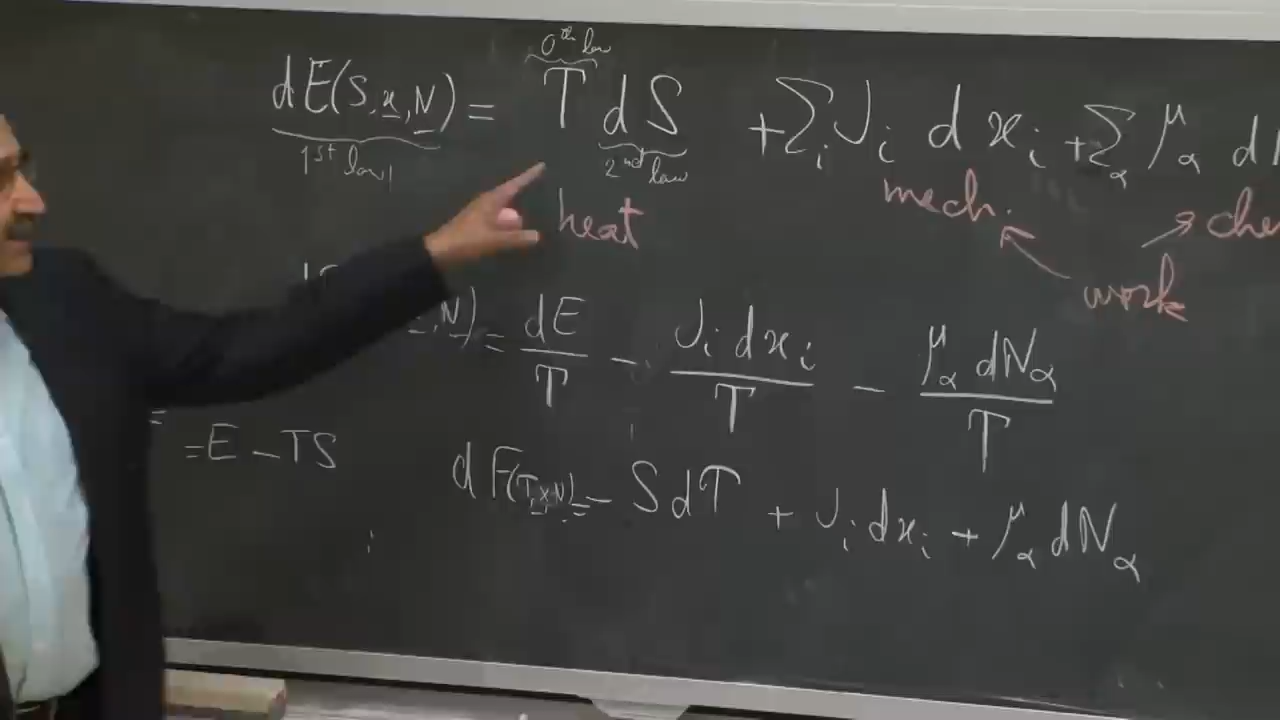 0th law
dE(S,x,N) = T dS + Σi Ji dxi + Σα μα d
1st law 2nd law
heat mech.
work
,N) = dE/T − Ji dxi/T − μα dNα/T
= E − TS
dF(T,x,N) = − S dT + Ji dxi + μα dNα